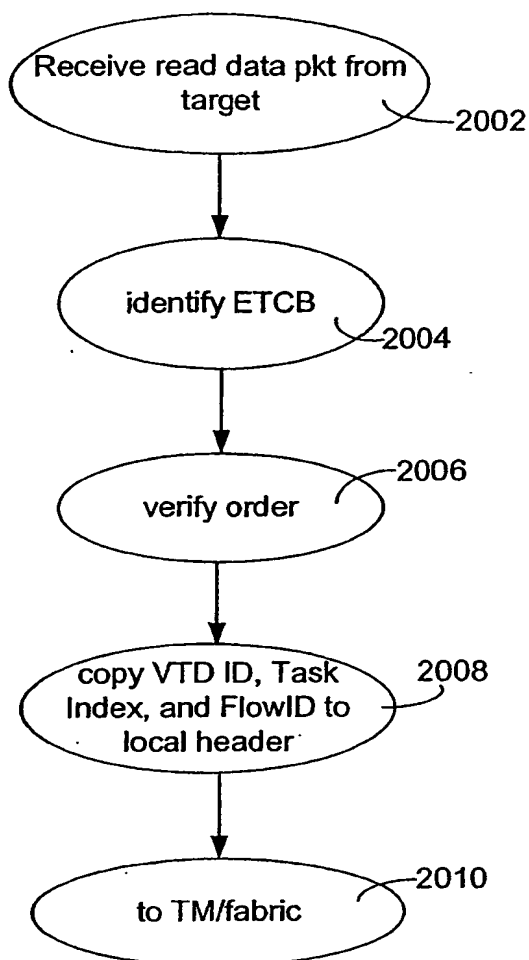 Receive read data pkt from
target
2002
identify ETCB
2004
2006
verify order
copy VTD ID, Task
Index, and FlowID to
local header
2008
2010
to TM/fabric